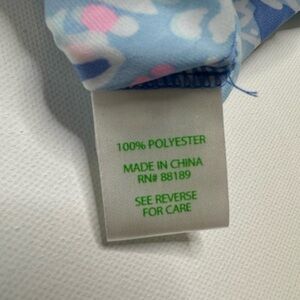 100% POLYESTER
MADE IN CHINA
RN# 88189
SEE REVERSE
FOR CARE